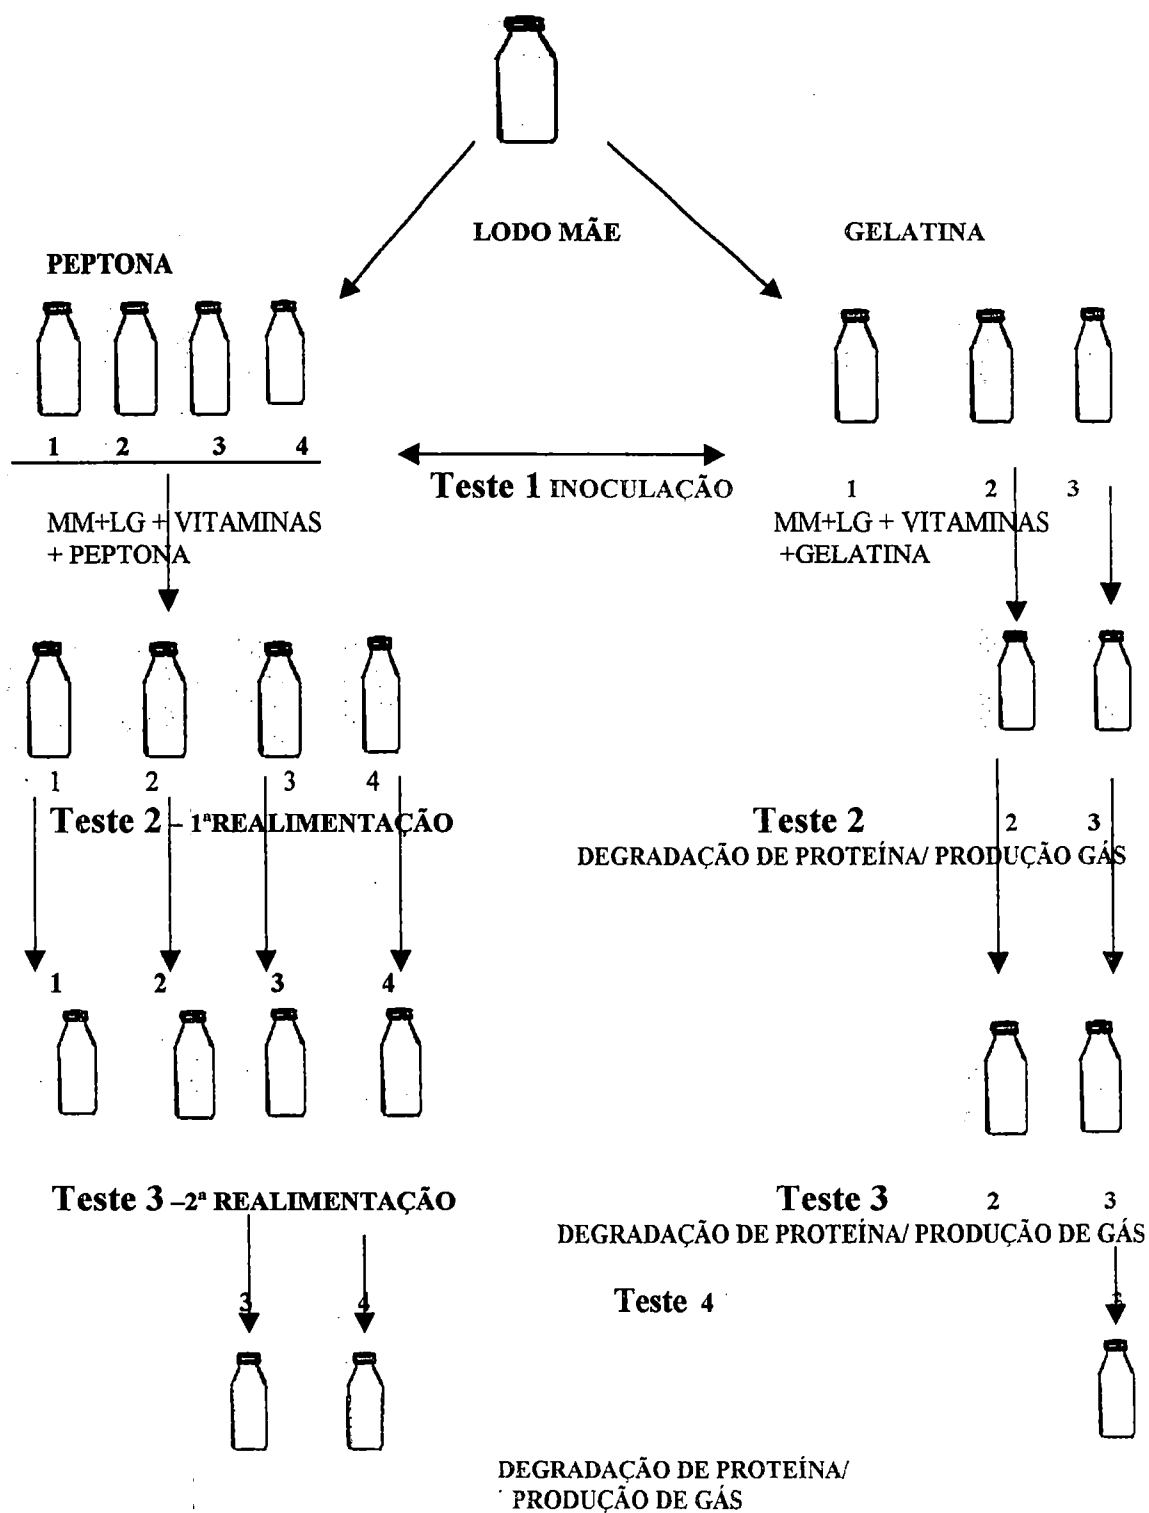 LODO MÃE
GELATINA
PEPTONA
1 2 3 4
Teste 1 INOCULAÇÃO
1 2 3
MM+LG + VITAMINAS
+ PEPTONA
MM+LG + VITAMINAS
+GELATINA
1 2 3 4
Teste 2 – 1ªREALIMENTAÇÃO
Teste 2 2 3
DEGRADAÇÃO DE PROTEÍNA/ PRODUÇÃO GÁS
1 2 3 4
Teste 3 –2ª REALIMENTAÇÃO
Teste 3 2 3
DEGRADAÇÃO DE PROTEÍNA/ PRODUÇÃO DE GÁS
3 4
Teste 4
3
DEGRADAÇÃO DE PROTEÍNA/
PRODUÇÃO DE GÁS